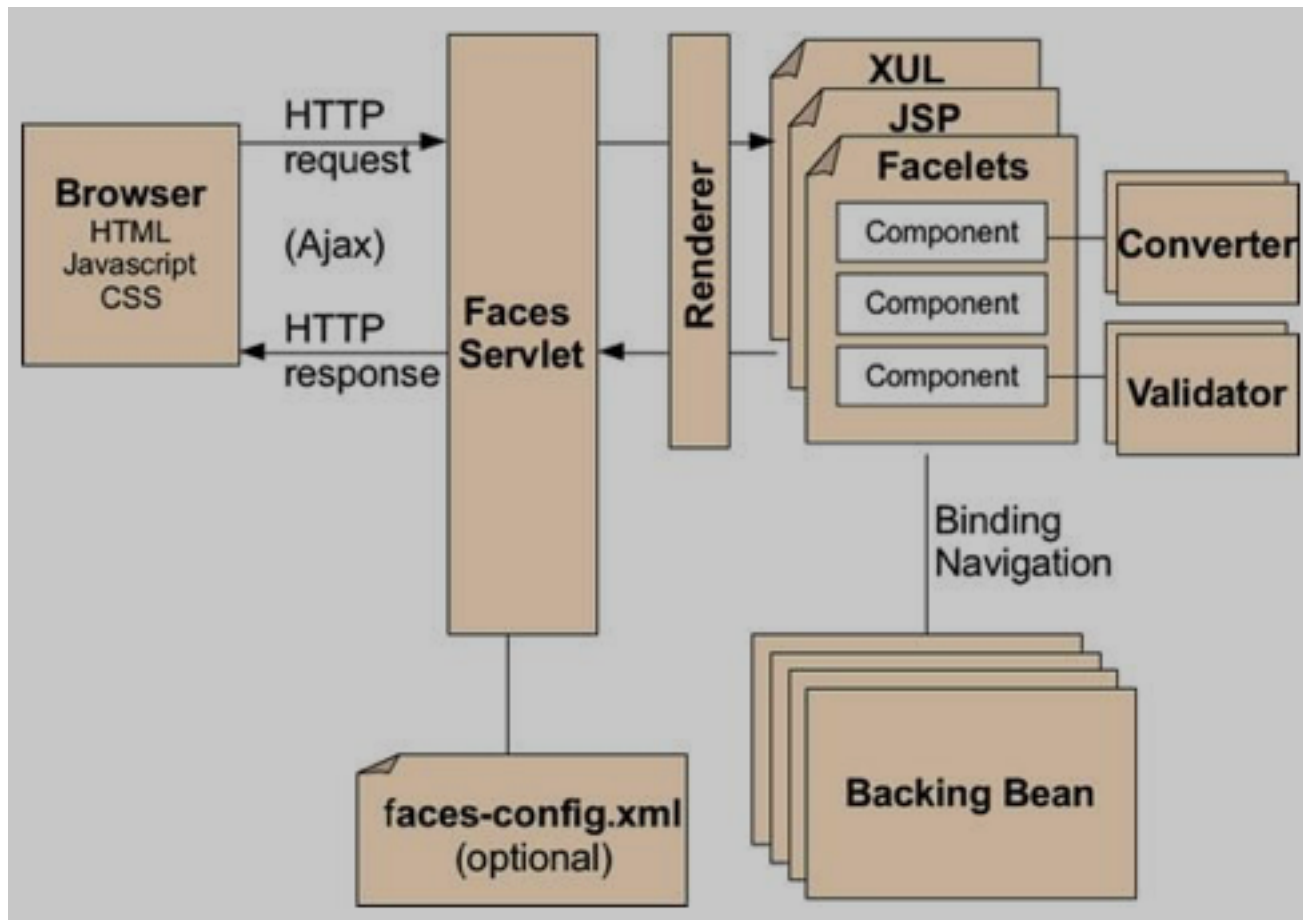 Browser
HTML
Javascript
CSS
HTTP
request
(Ajax)
HTTP
response
Faces
Servlet
Renderer
XUL
JSP
Facelets
Component
Component
Component
Converter
Validator
Binding
Navigation
faces-config.xml
(optional)
Backing Bean